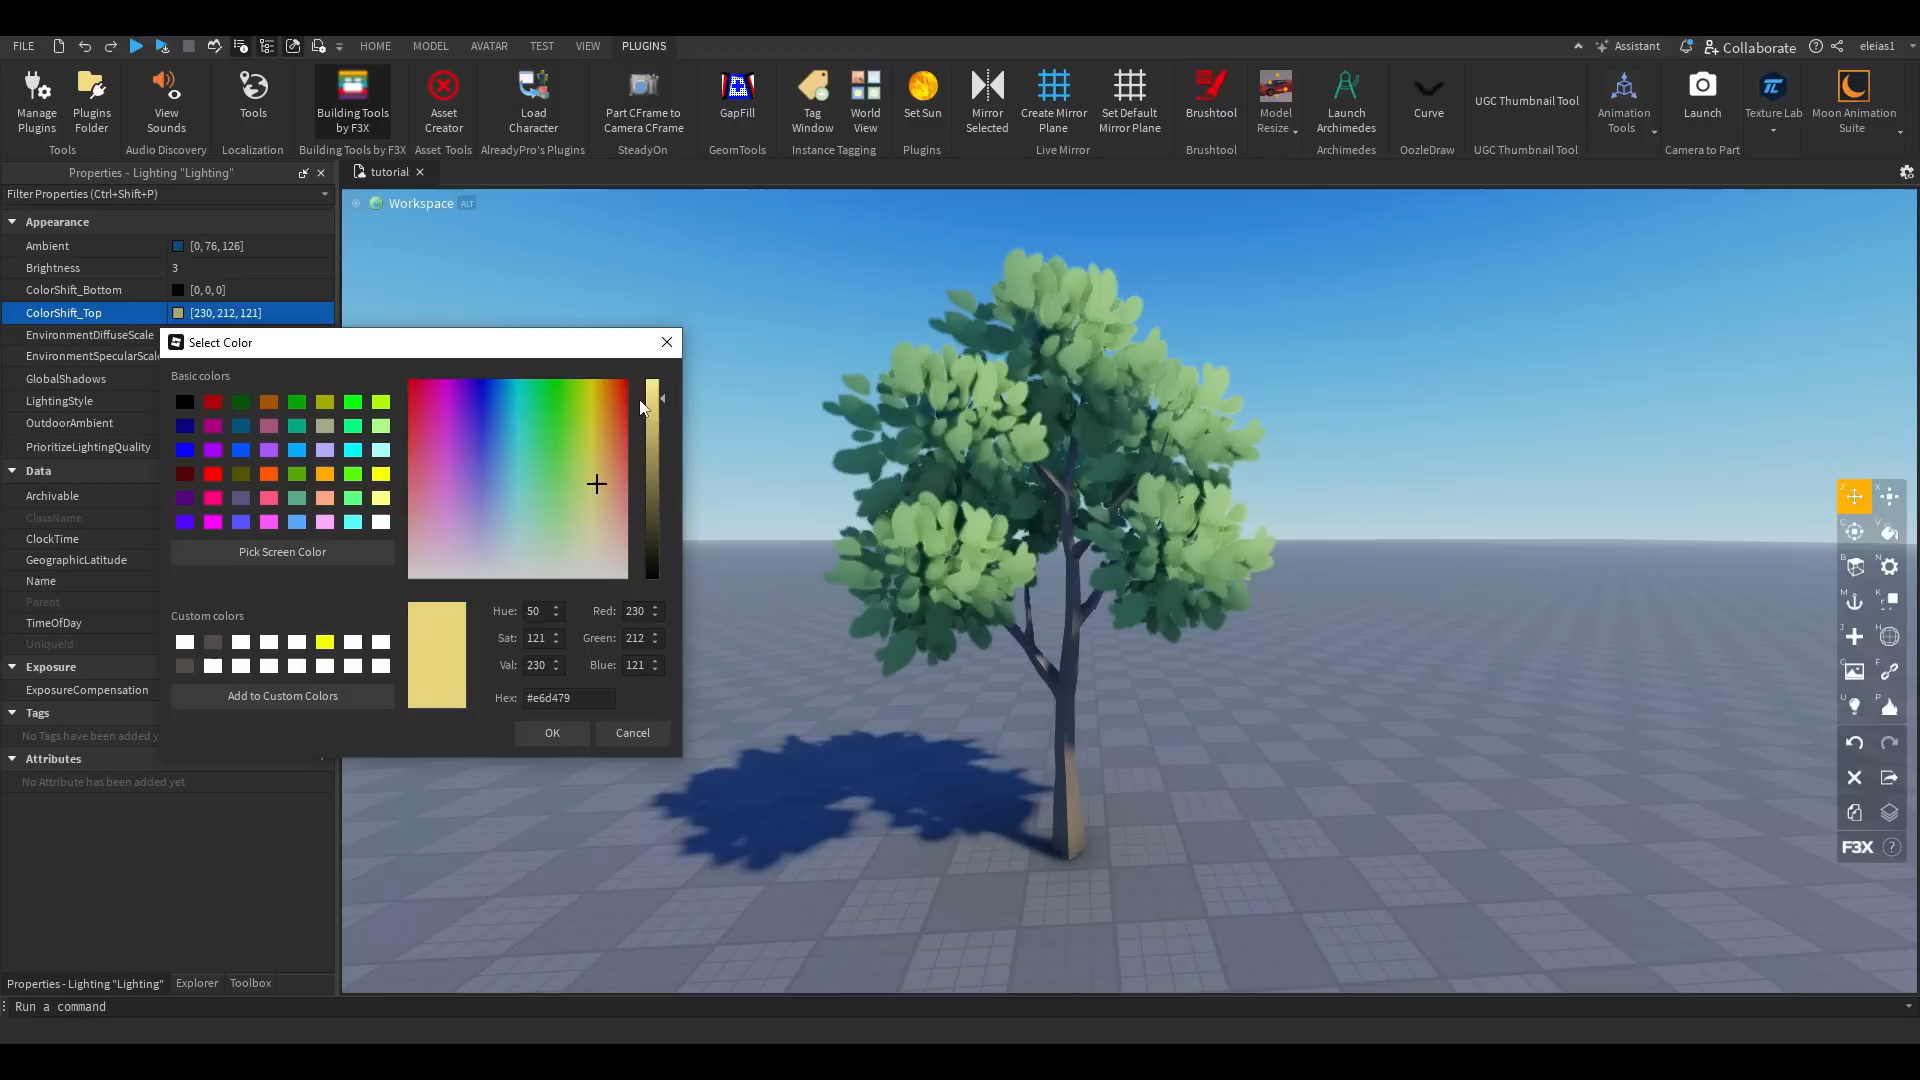 FILE HOME MODEL AVATAR TEST VIEW PLUGINS Assistant Collaborate eleias1
Manage Plugins
Plugins Folder
View Sounds
Tools
Building Tools by F3X
Asset Creator
Load Character
Part CFrame to Camera CFrame
GapFill
Tag Window
World View
Set Sun
Mirror Selected
Create Mirror Plane
Set Default Mirror Plane
Brushtool
Model Resize
Launch Archimedes
Curve
UGC Thumbnail Tool
Animation Tools
Launch
Texture Lab
Moon Animation Suite
Tools Audio Discovery Localization Building Tools by F3X Asset Tools AlreadyPro's Plugins SteadyOn GeomTools Instance Tagging Plugins Live Mirror Brushtool Archimedes OozleDraw UGC Thumbnail Tool Camera to Part
Properties - Lighting "Lighting"
tutorial
Filter Properties (Ctrl+Shift+P)
Workspace ALT
Appearance
Ambient [0, 76, 126]
Brightness 3
ColorShift_Bottom [0, 0, 0]
ColorShift_Top [230, 212, 121]
EnvironmentDiffuseScale
EnvironmentSpecularScale
GlobalShadows
LightingStyle
OutdoorAmbient
PrioritizeLightingQuality
Data
Archivable
ClassName
ClockTime
GeographicLatitude
Name
Parent
TimeOfDay
UniqueId
Exposure
ExposureCompensation
Tags
No Tags have been added y
Attributes
No Attribute has been added yet
Select Color
Basic colors
Pick Screen Color
Custom colors
Add to Custom Colors
Hue: 50 Red: 230
Sat: 121 Green: 212
Val: 230 Blue: 121
Hex: #e6d479
OK Cancel
F3X ?
Properties - Lighting "Lighting" Explorer Toolbox
Run a command